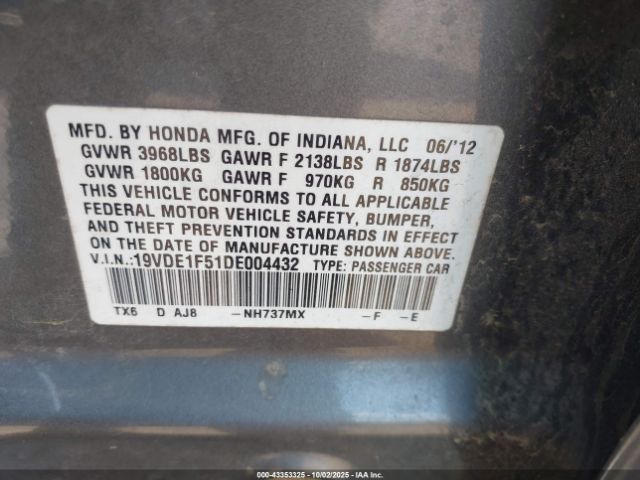 MFD. BY HONDA MFG. OF INDIANA, LLC 06/'12
GVWR 3968LBS GAWR F 2138LBS R 1874LBS
GVWR 1800KG GAWR F 970KG R 850KG
THIS VEHICLE CONFORMS TO ALL APPLICABLE
FEDERAL MOTOR VEHICLE SAFETY, BUMPER,
AND THEFT PREVENTION STANDARDS IN EFFECT
ON THE DATE OF MANUFACTURE SHOWN ABOVE.
V.I.N.:19VDE1F51DE004432 TYPE: PASSENGER CAR
TX6 D AJ8 -NH737MX -F -E
000-43353325 | 10/02/2025 | IAA Inc.